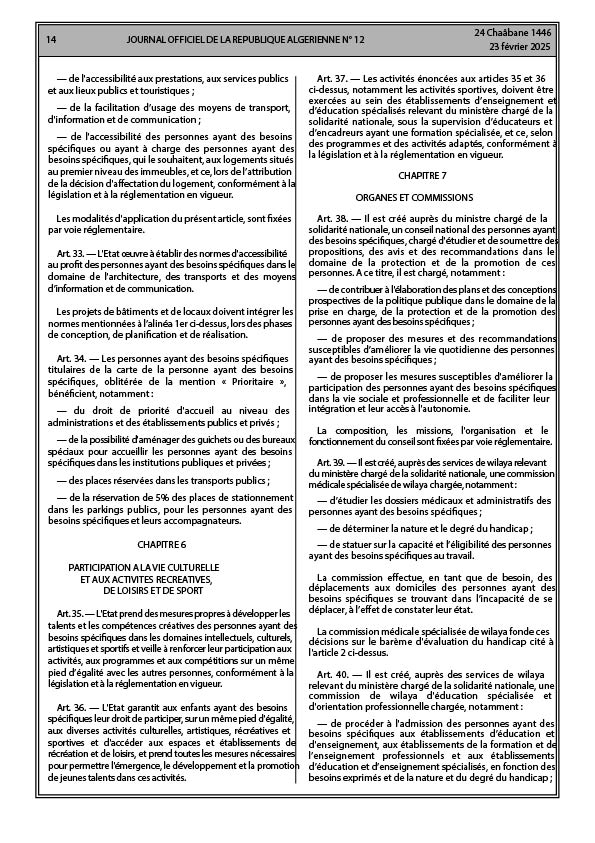 14
JOURNAL OFFICIEL DE LA REPUBLIQUE ALGERIENNE N° 12
24 Chaâbane 1446
23 février 2025
— de l'accessibilité aux prestations, aux services publics
et aux lieux publics et touristiques ;
— de la facilitation d’usage des moyens de transport,
d'information et de communication ;
— de l'accessibilité des personnes ayant des besoins
spécifiques ou ayant à charge des personnes ayant des
besoins spécifiques, qui le souhaitent, aux logements situés
au premier niveau des immeubles, et ce, lors de l’attribution
de la décision d'affectation du logement, conformément à la
législation et à la réglementation en vigueur.
Les modalités d'application du présent article, sont fixées
par voie réglementaire.
Art. 33. — L'Etat œuvre à établir des normes d'accessibilité
au profit des personnes ayant des besoins spécifiques dans le
domaine de l'architecture, des transports et des moyens
d’information et de communication.
Les projets de bâtiments et de locaux doivent intégrer les
normes mentionnées à l’alinéa 1er ci-dessus, lors des phases
de conception, de planification et de réalisation.
Art. 34. — Les personnes ayant des besoins spécifiques
titulaires de la carte de la personne ayant des besoins
spécifiques, oblitérée de la mention « Prioritaire »,
bénéficient, notamment :
— du droit de priorité d'accueil au niveau des
administrations et des établissements publics et privés ;
— de la possibilité d'aménager des guichets ou des bureaux
spéciaux pour accueillir les personnes ayant des besoins
spécifiques dans les institutions publiques et privées ;
— des places réservées dans les transports publics ;
— de la réservation de 5% des places de stationnement
dans les parkings publics, pour les personnes ayant des
besoins spécifiques et leurs accompagnateurs.
CHAPITRE 6
PARTICIPATION A LA VIE CULTURELLE
ET AUX ACTIVITES RECREATIVES,
DE LOISIRS ET DE SPORT
Art. 35. — L'Etat prend des mesures propres à développer les
talents et les compétences créatives des personnes ayant des
besoins spécifiques dans les domaines intellectuels, culturels,
artistiques et sportifs et veille à renforcer leur participation aux
activités, aux programmes et aux compétitions sur un même
pied d’égalité avec les autres personnes, conformément à la
législation et à la réglementation en vigueur.
Art. 36. — L'Etat garantit aux enfants ayant des besoins
spécifiques leur droit de participer, sur un même pied d'égalité,
aux diverses activités culturelles, artistiques, récréatives et
sportives et d'accéder aux espaces et établissements de
récréation et de loisirs, et prend toutes les mesures nécessaires
pour permettre l'émergence, le développement et la promotion
de jeunes talents dans ces activités.
Art. 37. — Les activités énoncées aux articles 35 et 36
ci-dessus, notamment les activités sportives, doivent être
exercées au sein des établissements d’enseignement et
d’éducation spécialisés relevant du ministère chargé de la
solidarité nationale, sous la supervision d’éducateurs et
d’encadreurs ayant une formation spécialisée, et ce, selon
des programmes et des activités adaptés, conformément à
la législation et à la réglementation en vigueur.
CHAPITRE 7
ORGANES ET COMMISSIONS
Art. 38. — Il est créé auprès du ministre chargé de la
solidarité nationale, un conseil national des personnes ayant
des besoins spécifiques, chargé d'étudier et de soumettre des
propositions, des avis et des recommandations dans le
domaine de la protection et de la promotion de ces
personnes. A ce titre, il est chargé, notamment :
— de contribuer à l'élaboration des plans et des conceptions
prospectives de la politique publique dans le domaine de la
prise en charge, de la protection et de la promotion des
personnes ayant des besoins spécifiques ;
— de proposer des mesures et des recommandations
susceptibles d’améliorer la vie quotidienne des personnes
ayant des besoins spécifiques ;
— de proposer les mesures susceptibles d'améliorer la
participation des personnes ayant des besoins spécifiques
dans la vie sociale et professionnelle et de faciliter leur
intégration et leur accès à l'autonomie.
La composition, les missions, l'organisation et le
fonctionnement du conseil sont fixées par voie réglementaire.
Art. 39. — Il est créé, auprès des services de wilaya relevant
du ministère chargé de la solidarité nationale, une commission
médicale spécialisée de wilaya chargée, notamment :
— d’étudier les dossiers médicaux et administratifs des
personnes ayant des besoins spécifiques ;
— de déterminer la nature et le degré du handicap ;
— de statuer sur la capacité et l’éligibilité des personnes
ayant des besoins spécifiques au travail.
La commission effectue, en tant que de besoin, des
déplacements aux domiciles des personnes ayant des
besoins spécifiques se trouvant dans l’incapacité de se
déplacer, à l’effet de constater leur état.
La commission médicale spécialisée de wilaya fonde ces
décisions sur le barème d'évaluation du handicap cité à
l'article 2 ci-dessus.
Art. 40. — Il est créé, auprès des services de wilaya
relevant du ministère chargé de la solidarité nationale, une
commission de wilaya d'éducation spécialisée et
d'orientation professionnelle chargée, notamment :
— de procéder à l'admission des personnes ayant des
besoins spécifiques aux établissements d’éducation et
d'enseignement, aux établissements de la formation et de
l’enseignement professionnels et aux établissements
d’éducation et d’enseignement spécialisés, en fonction des
besoins exprimés et de la nature et du degré du handicap ;